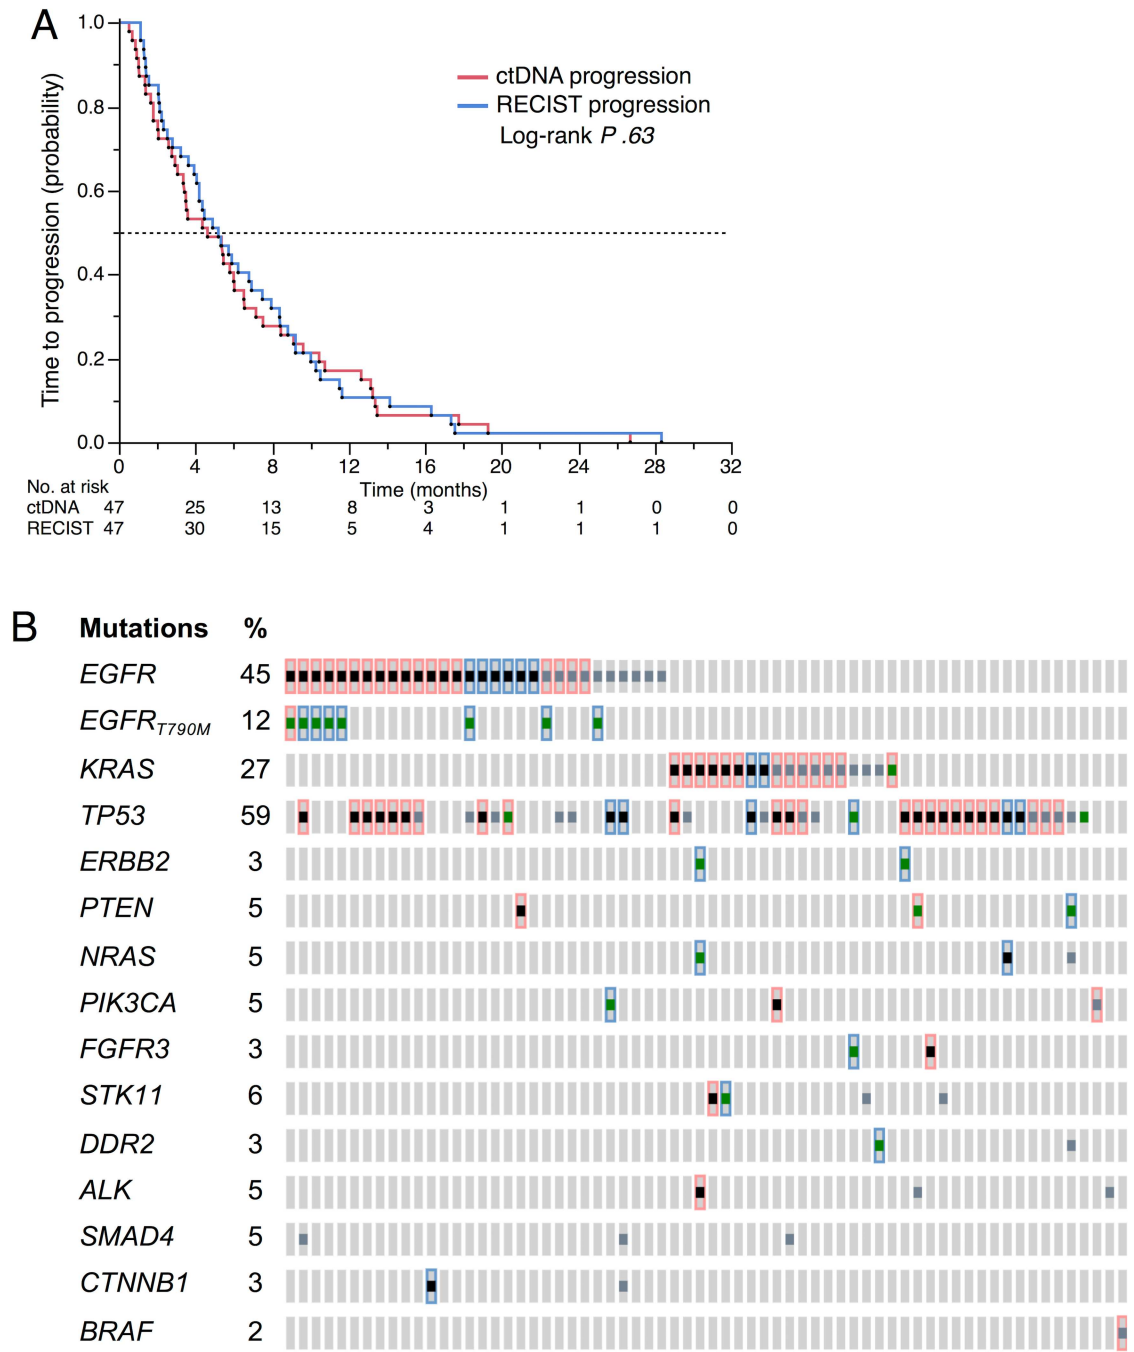 A
1.0
0.8
0.6
0.4
0.2
0.0
Time to progression (probability)
ctDNA progression
RECIST progression
Log-rank P .63
0 4 8 12 16 20 24 28 32
Time (months)
No. at risk
ctDNA 47 25 13 8 3 1 1 0 0
RECIST 47 30 15 5 4 1 1 1 0
B
Mutations %
EGFR 45
EGFR T790M 12
KRAS 27
TP53 59
ERBB2 3
PTEN 5
NRAS 5
PIK3CA 5
FGFR3 3
STK11 6
DDR2 3
ALK 5
SMAD4 5
CTNNB1 3
BRAF 2